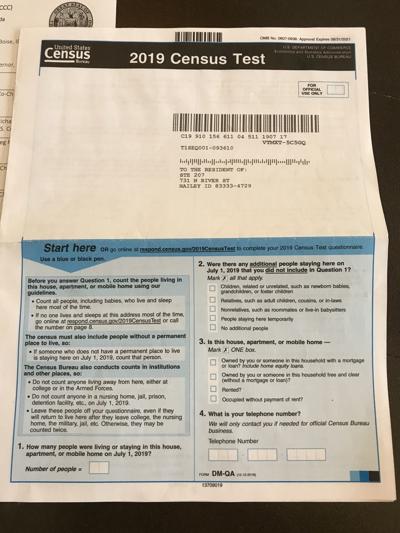 CCC)
da
Boise, I
ernor,
Co-Ch
S. C
OMB No. 0607-0936: Approval Expires 08/31/2021
United States
Census
Bureau
2019 Census Test
U.S. DEPARTMENT OF COMMERCE
Economics and Statistics Administration
U.S. CENSUS BUREAU
FOR
OFFICIAL
USE ONLY
C19 910 156 611 04 511 1907 17
VTMXT-5C5GQ
T1SEQ001-093610
TO THE RESIDENT OF:
STE 207
731 N RIVER ST
HAILEY ID 83333-4729
Start here OR go online at respond.census.gov/2019CensusTest to complete your 2019 Census Test questionnaire.
Use a blue or black pen.
Before you answer Question 1, count the people living in
this house, apartment, or mobile home using our
guidelines.
• Count all people, including babies, who live and sleep
here most of the time.
• If no one lives and sleeps at this address most of the time,
go online at respond.census.gov/2019CensusTest or call
the number on page 8.
The census must also include people without a permanent
place to live, so:
• If someone who does not have a permanent place to live
is staying here on July 1, 2019, count that person.
The Census Bureau also conducts counts in institutions
and other places, so:
• Do not count anyone living away from here, either at
college or in the Armed Forces.
• Do not count anyone in a nursing home, jail, prison,
detention facility, etc., on July 1, 2019.
• Leave these people off your questionnaire, even if they
will return to live here after they leave college, the nursing
home, the military, jail, etc. Otherwise, they may be
counted twice.
1. How many people were living or staying in this house,
apartment, or mobile home on July 1, 2019?
Number of people =
2. Were there any additional people staying here on
July 1, 2019 that you did not include in Question 1?
Mark X all that apply.
Children, related or unrelated, such as newborn babies,
grandchildren, or foster children
Relatives, such as adult children, cousins, or in-laws
Nonrelatives, such as roommates or live-in babysitters
People staying here temporarily
No additional people
3. Is this house, apartment, or mobile home —
Mark X ONE box.
Owned by you or someone in this household with a mortgage
or loan? Include home equity loans.
Owned by you or someone in this household free and clear
(without a mortgage or loan)?
Rented?
Occupied without payment of rent?
4. What is your telephone number?
We will only contact you if needed for official Census Bureau
business.
Telephone Number
- -
FORM DM-QA (12-12-2018)
13709019